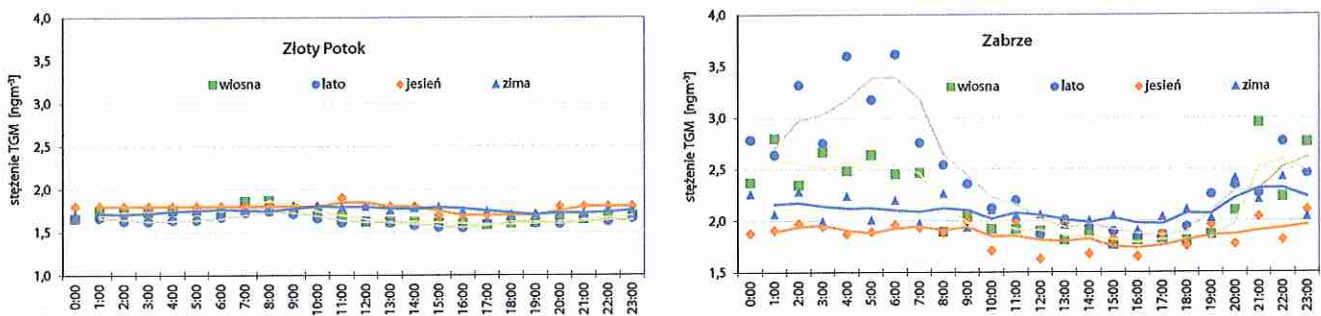 Złoty Potok
wiosna lato jesień zima
stężenie TGM [ngm⁻³]
4,0
3,5
3,0
2,5
2,0
1,5
1,0
0:00 1:00 2:00 3:00 4:00 5:00 6:00 7:00 8:00 9:00 10:00 11:00 12:00 13:00 14:00 15:00 16:00 17:00 18:00 19:00 20:00 21:00 22:00 23:00
Zabrze
wiosna lato jesień zima
stężenie TGM [ngm⁻³]
4,0
3,5
3,0
2,5
2,0
1,5
0:00 1:00 2:00 3:00 4:00 5:00 6:00 7:00 8:00 9:00 10:00 11:00 12:00 13:00 14:00 15:00 16:00 17:00 18:00 19:00 20:00 21:00 22:00 23:00